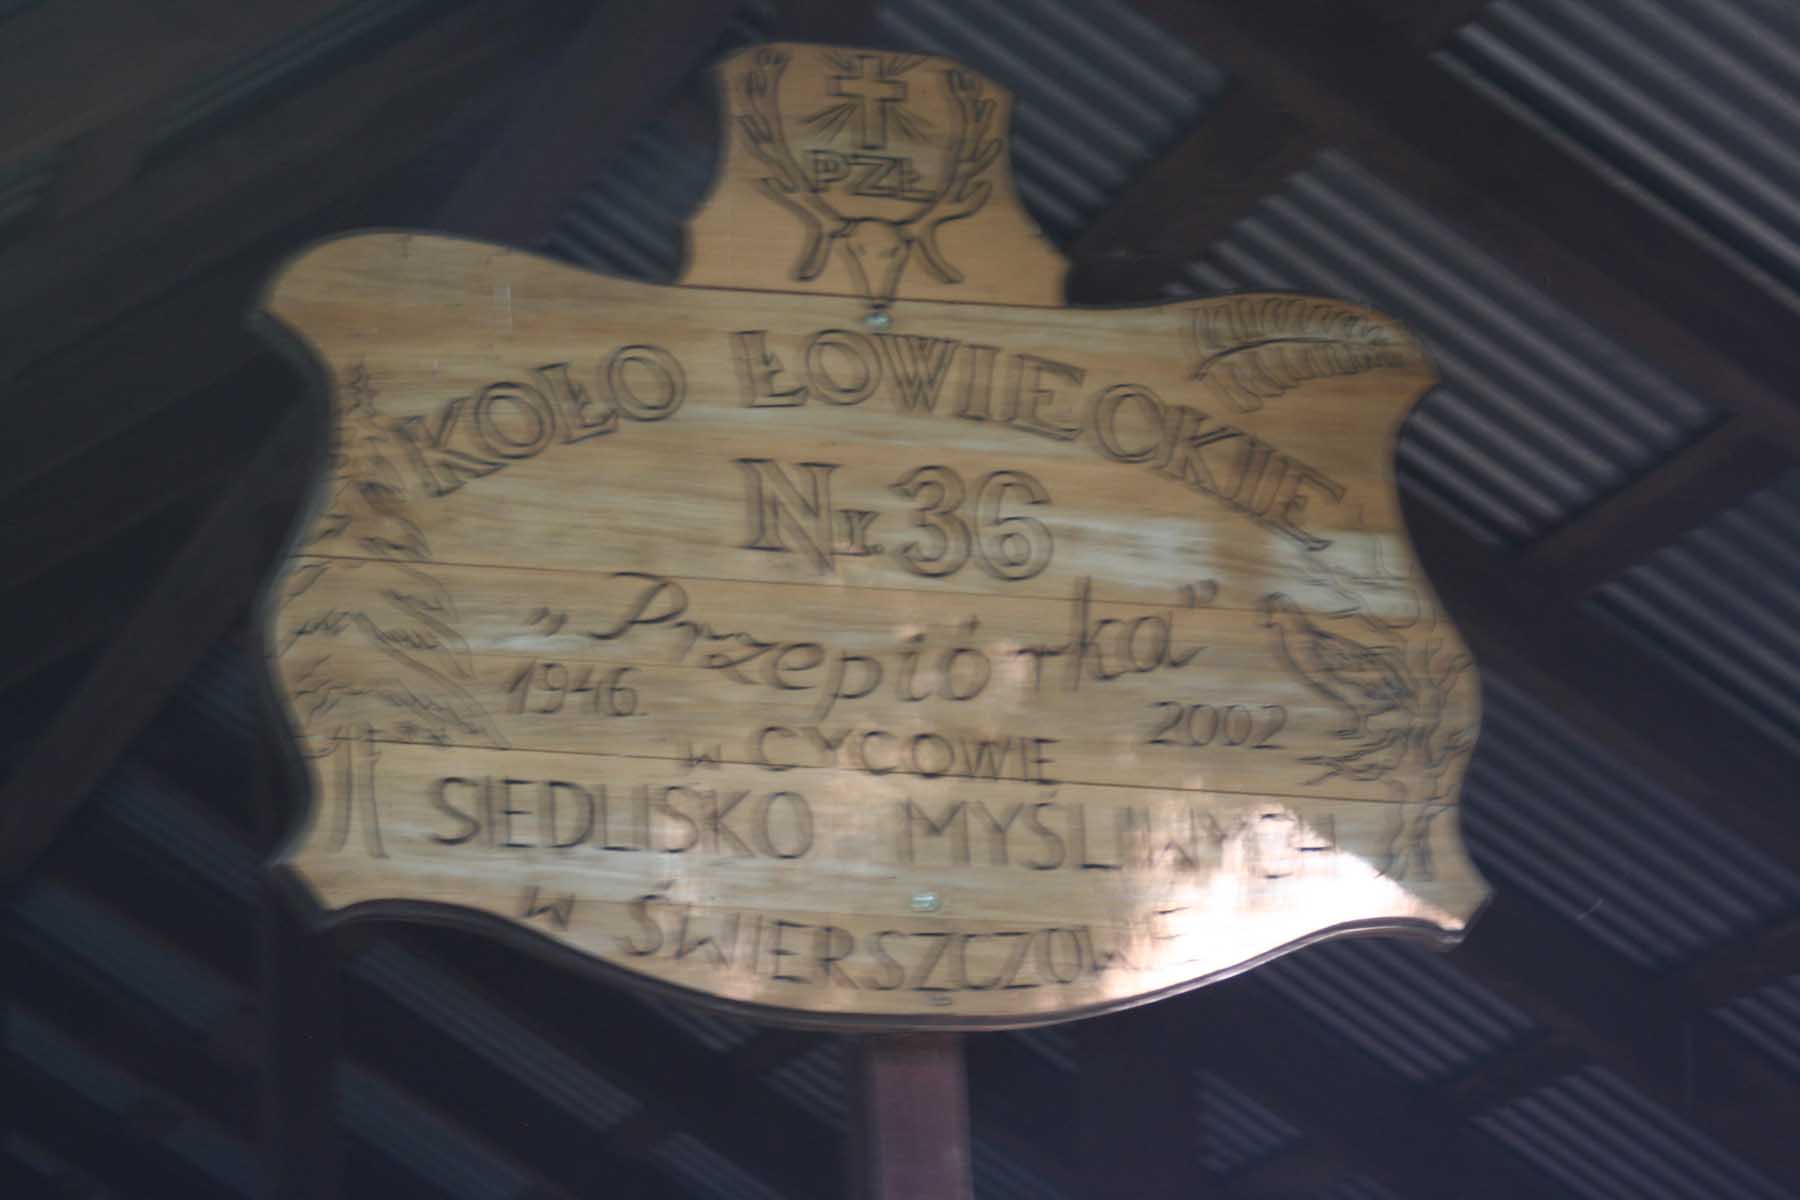 PZŁ
KOŁO ŁOWIECKIE
Nr. 36
„Przepiórka”
1946 2002
w CYCOWIE
SIEDLISKO MYŚLIWYCH
w ŚWIERSZCZOWIE